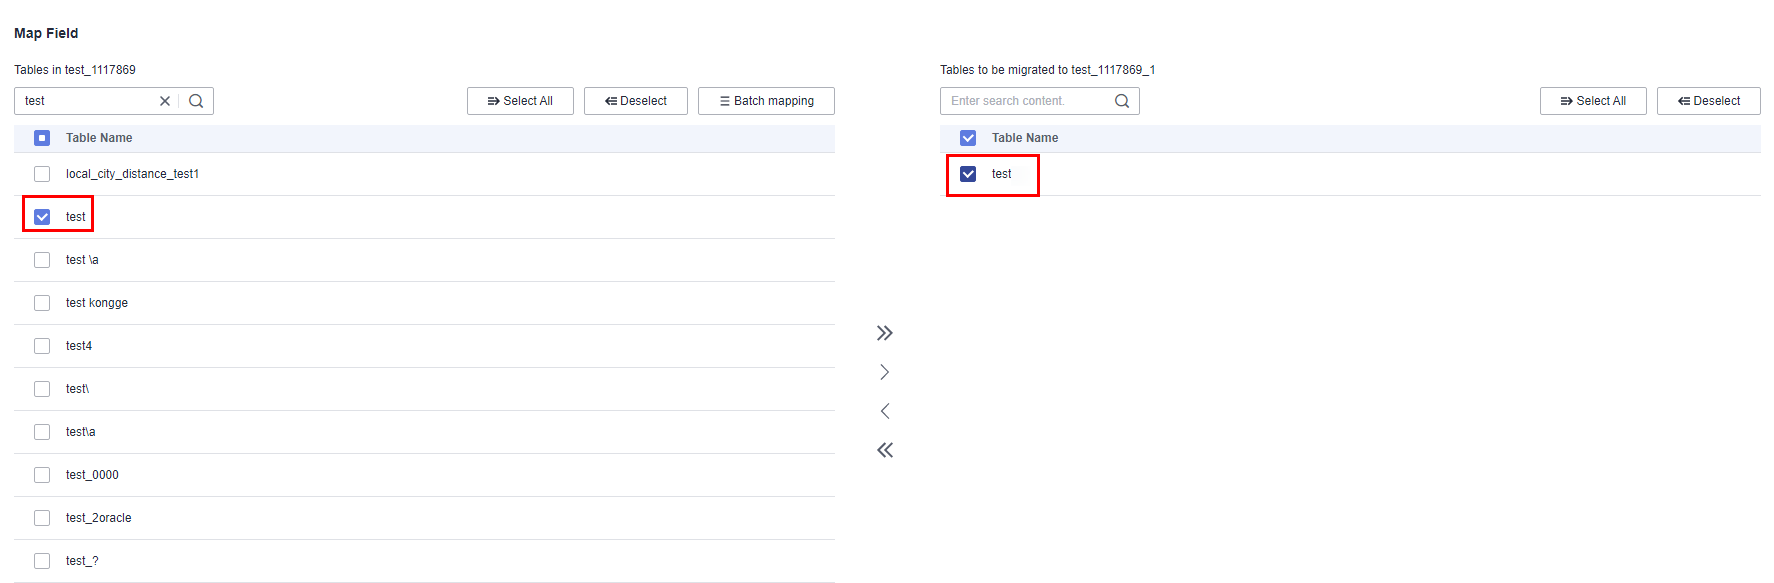 Map Field
Tables in test_1117869
test
Select All
Deselect
Batch mapping
Table Name
local_city_distance_test1
test
test \a
test kongge
test4
test\
test\a
test_0000
test_2oracle
test_?
Tables to be migrated to test_1117869_1
Enter search content.
Select All
Deselect
Table Name
test